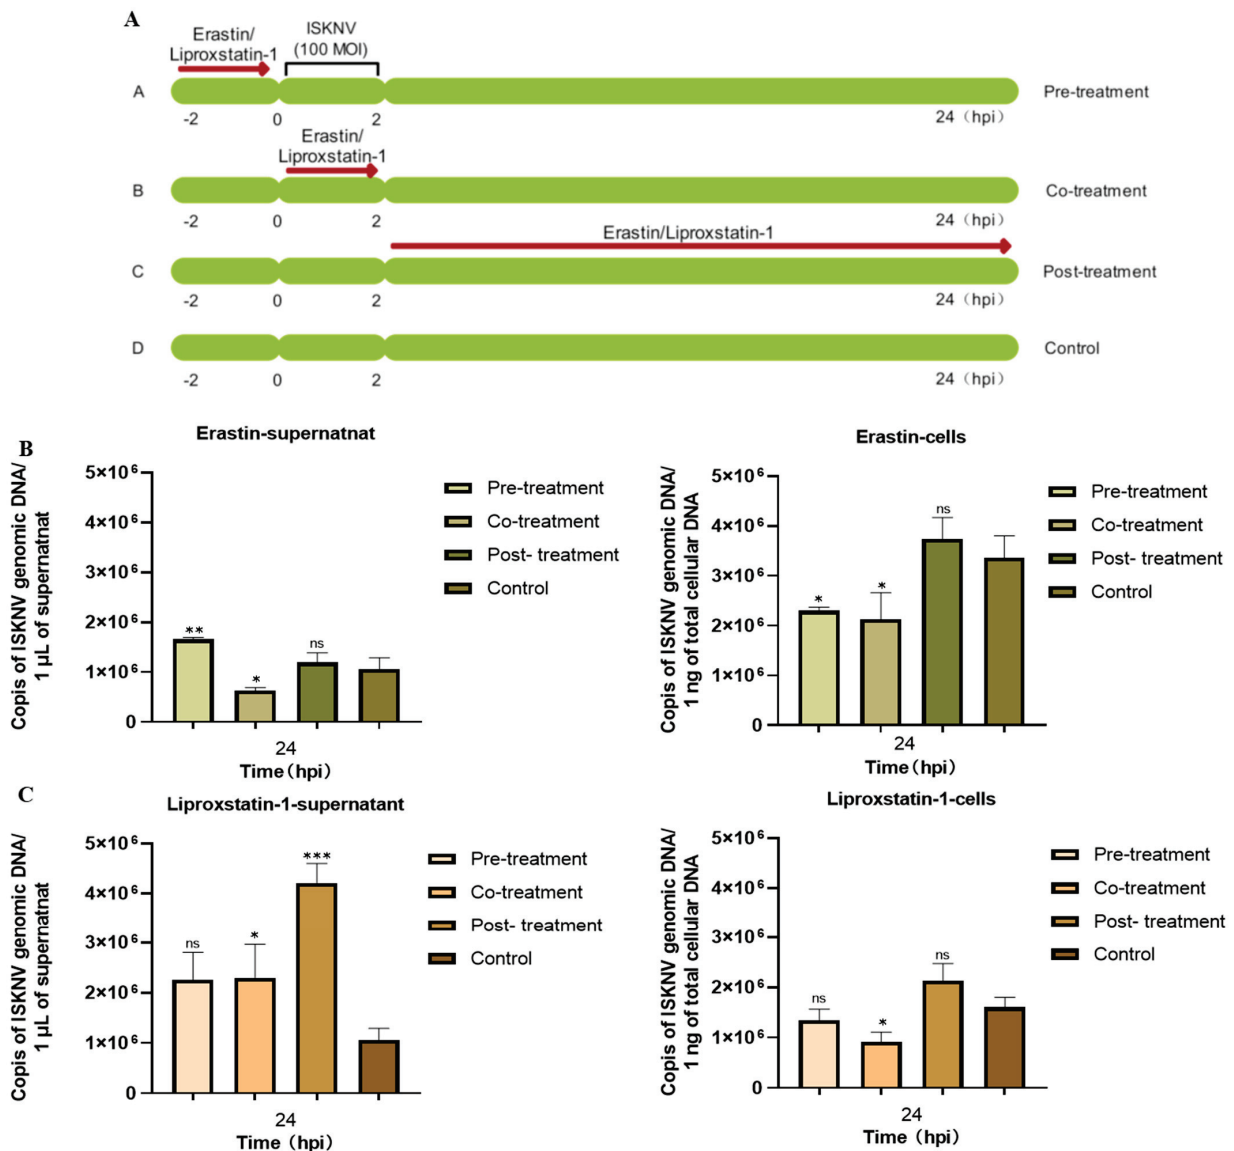 A
Erastin/
Liproxstatin-1
ISKNV
(100 MOI)
A
Pre-treatment
-2
0
2
24（hpi）
Erastin/
Liproxstatin-1
B
Co-treatment
-2
0
2
24（hpi）
Erastin/Liproxstatin-1
C
Post-treatment
-2
0
2
24（hpi）
D
Control
-2
0
2
24（hpi）
B
Erastin-supernatnat
Copis of ISKNV genomic DNA/
1 µL of supernatnat
5×10⁶
4×10⁶
3×10⁶
2×10⁶
1×10⁶
0
**
*
ns
24
Time（hpi）
Pre-treatment
Co-treatment
Post- treatment
Control
Erastin-cells
Copis of ISKNV genomic DNA/
1 ng of total cellular DNA
5×10⁶
4×10⁶
3×10⁶
2×10⁶
1×10⁶
0
*
*
ns
24
Time（hpi）
Pre-treatment
Co-treatment
Post- treatment
Control
C
Liproxstatin-1-supernatant
Copis of ISKNV genomic DNA/
1 µL of supernatnat
5×10⁶
4×10⁶
3×10⁶
2×10⁶
1×10⁶
0
ns
*
***
24
Time（hpi）
Pre-treatment
Co-treatment
Post- treatment
Control
Liproxstatin-1-cells
Copis of ISKNV genomic DNA/
1 ng of total cellular DNA
5×10⁶
4×10⁶
3×10⁶
2×10⁶
1×10⁶
0
ns
*
ns
24
Time（hpi）
Pre-treatment
Co-treatment
Post- treatment
Control